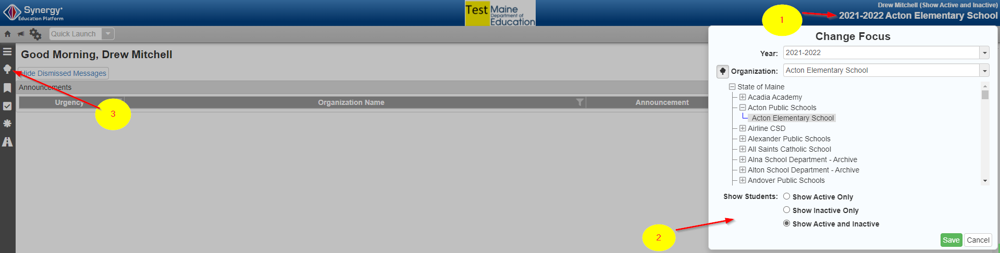 Synergy
Education Platform
Test Maine
Department of
Education
Drew Mitchell (Show Active and Inactive)
2021-2022 Acton Elementary School
1
Quick Launch
Good Morning, Drew Mitchell
Hide Dismissed Messages
Announcements
Urgency
Organization Name
Announcement
3
Change Focus
Year: 2021-2022
Organization: Acton Elementary School
State of Maine
Acadia Academy
Acton Public Schools
Acton Elementary School
Airline CSD
Alexander Public Schools
All Saints Catholic School
Alna School Department - Archive
Alton School Department - Archive
Andover Public Schools
Show Students: Show Active Only
Show Inactive Only
Show Active and Inactive
2
Save Cancel